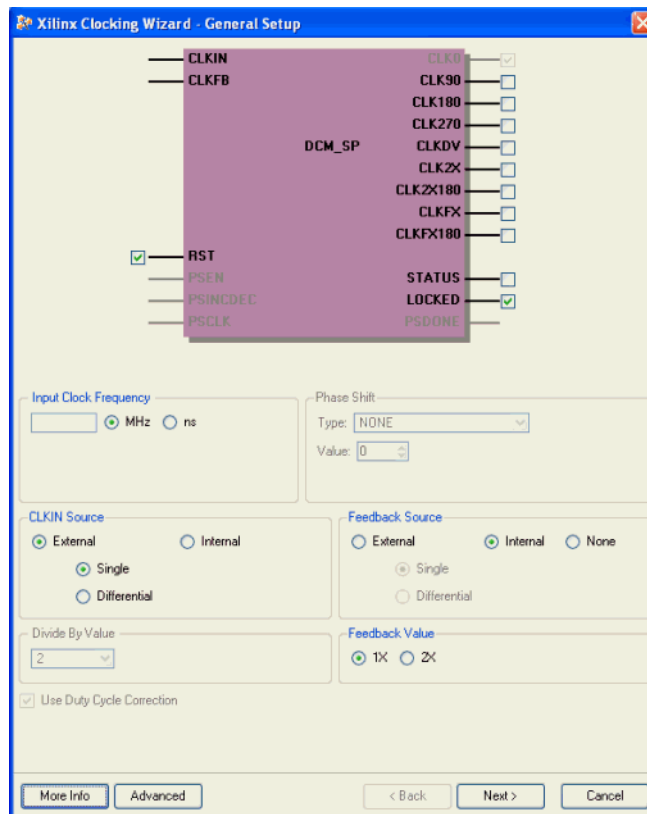 Xilinx Clocking Wizard - General Setup
CLKIN CLK0
CLKFB CLK90
CLK180
CLK270
DCM_SP CLKDV
CLK2X
CLK2X180
CLKFX
CLKFX180
RST
PSEN STATUS
PSINCDEC LOCKED
PSCLK PSDONE
Input Clock Frequency
MHz ns
Phase Shift
Type: NONE
Value: 0
CLKIN Source
External Internal
Single
Differential
Feedback Source
External Internal None
Single
Differential
Divide By Value
2
Feedback Value
1X 2X
Use Duty Cycle Correction
More Info Advanced < Back Next > Cancel